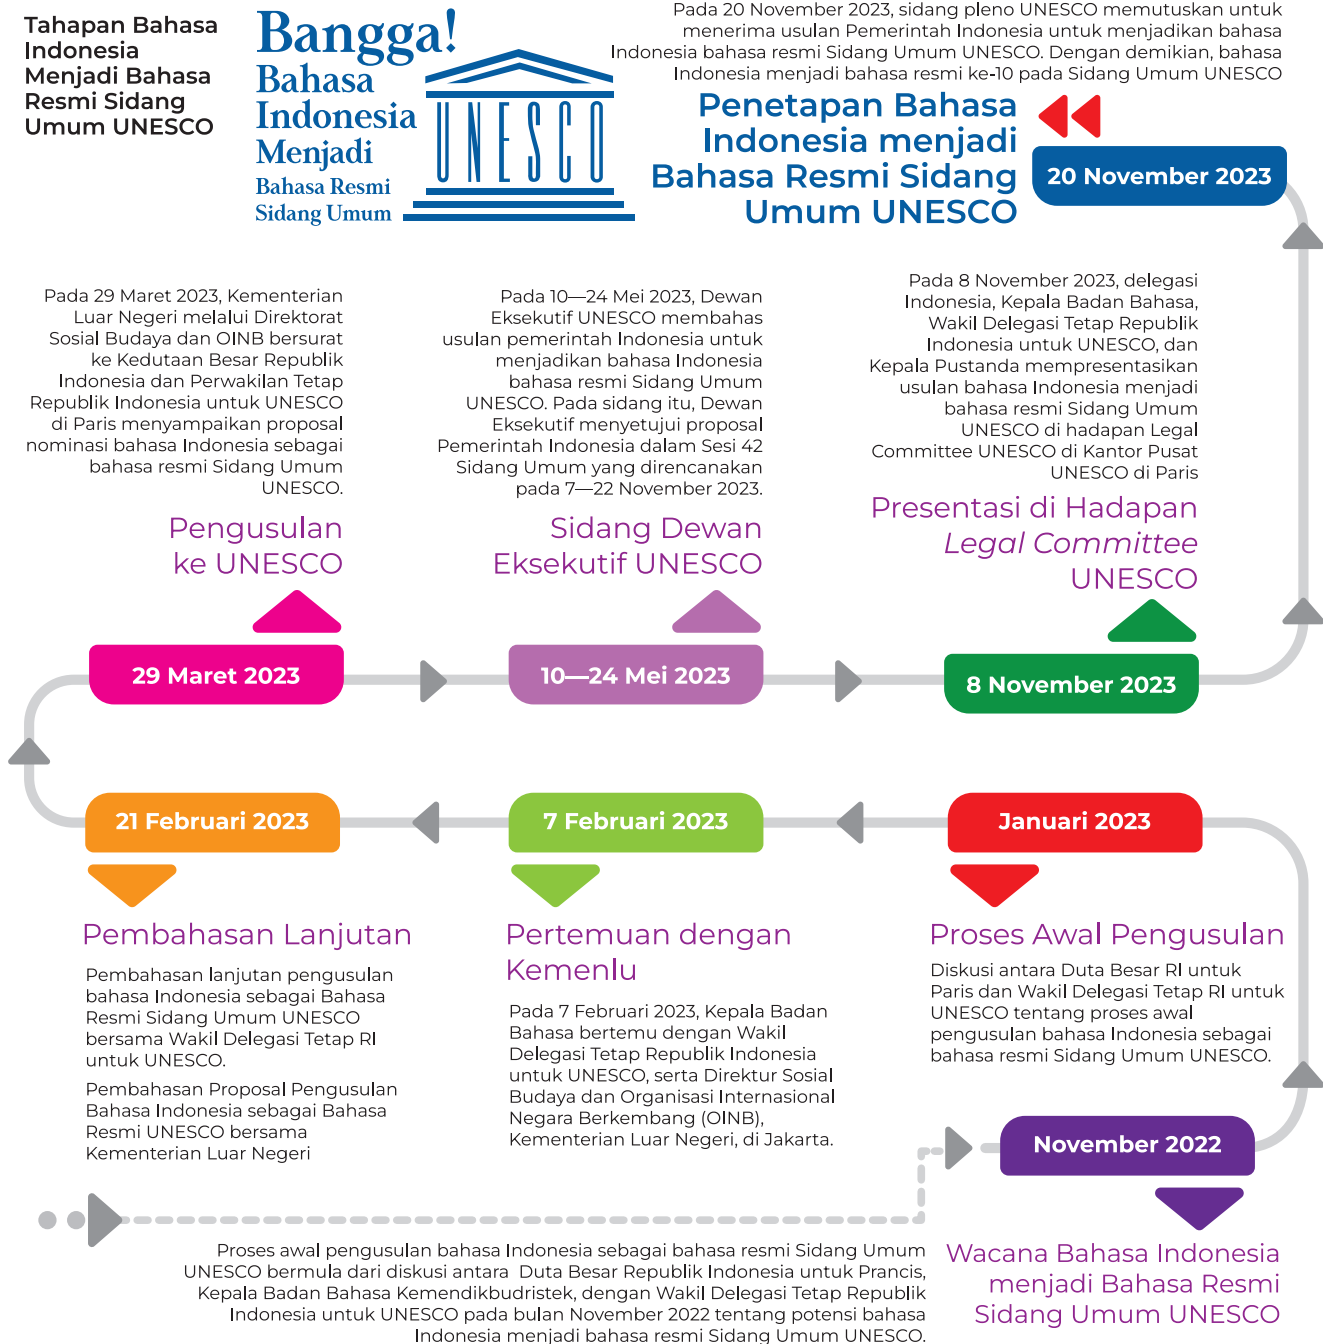 Tahapan Bahasa
Indonesia
Menjadi Bahasa
Resmi Sidang
Umum UNESCO
Bangga!
Bahasa
Indonesia
Menjadi
Bahasa Resmi
Sidang Umum
UNESCO
Pada 20 November 2023, sidang pleno UNESCO memutuskan untuk
menerima usulan Pemerintah Indonesia untuk menjadikan bahasa
Indonesia bahasa resmi Sidang Umum UNESCO. Dengan demikian, bahasa
Indonesia menjadi bahasa resmi ke-10 pada Sidang Umum UNESCO
Penetapan Bahasa
Indonesia menjadi
Bahasa Resmi Sidang
Umum UNESCO
20 November 2023
Pada 29 Maret 2023, Kementerian
Luar Negeri melalui Direktorat
Sosial Budaya dan OINB bersurat
ke Kedutaan Besar Republik
Indonesia dan Perwakilan Tetap
Republik Indonesia untuk UNESCO
di Paris menyampaikan proposal
nominasi bahasa Indonesia sebagai
bahasa resmi Sidang Umum
UNESCO.
Pengusulan
ke UNESCO
29 Maret 2023
Pada 10—24 Mei 2023, Dewan
Eksekutif UNESCO membahas
usulan pemerintah Indonesia untuk
menjadikan bahasa Indonesia
bahasa resmi Sidang Umum
UNESCO. Pada sidang itu, Dewan
Eksekutif menyetujui proposal
Pemerintah Indonesia dalam Sesi 42
Sidang Umum yang direncanakan
pada 7—22 November 2023.
Sidang Dewan
Eksekutif UNESCO
10—24 Mei 2023
Pada 8 November 2023, delegasi
Indonesia, Kepala Badan Bahasa,
Wakil Delegasi Tetap Republik
Indonesia untuk UNESCO, dan
Kepala Pustanda mempresentasikan
usulan bahasa Indonesia menjadi
bahasa resmi Sidang Umum
UNESCO di hadapan Legal
Committee UNESCO di Kantor Pusat
UNESCO di Paris
Presentasi di Hadapan
Legal Committee
UNESCO
8 November 2023
21 Februari 2023
Pembahasan Lanjutan
Pembahasan lanjutan pengusulan
bahasa Indonesia sebagai Bahasa
Resmi Sidang Umum UNESCO
bersama Wakil Delegasi Tetap RI
untuk UNESCO.
Pembahasan Proposal Pengusulan
Bahasa Indonesia sebagai Bahasa
Resmi UNESCO bersama
Kementerian Luar Negeri
7 Februari 2023
Pertemuan dengan
Kemenlu
Pada 7 Februari 2023, Kepala Badan
Bahasa bertemu dengan Wakil
Delegasi Tetap Republik Indonesia
untuk UNESCO, serta Direktur Sosial
Budaya dan Organisasi Internasional
Negara Berkembang (OINB),
Kementerian Luar Negeri, di Jakarta.
Januari 2023
Proses Awal Pengusulan
Diskusi antara Duta Besar RI untuk
Paris dan Wakil Delegasi Tetap RI untuk
UNESCO tentang proses awal
pengusulan bahasa Indonesia sebagai
bahasa resmi Sidang Umum UNESCO.
November 2022
Wacana Bahasa Indonesia
menjadi Bahasa Resmi
Sidang Umum UNESCO
Proses awal pengusulan bahasa Indonesia sebagai bahasa resmi Sidang Umum
UNESCO bermula dari diskusi antara Duta Besar Republik Indonesia untuk Prancis,
Kepala Badan Bahasa Kemendikbudristek, dengan Wakil Delegasi Tetap Republik
Indonesia untuk UNESCO pada bulan November 2022 tentang potensi bahasa
Indonesia menjadi bahasa resmi Sidang Umum UNESCO.